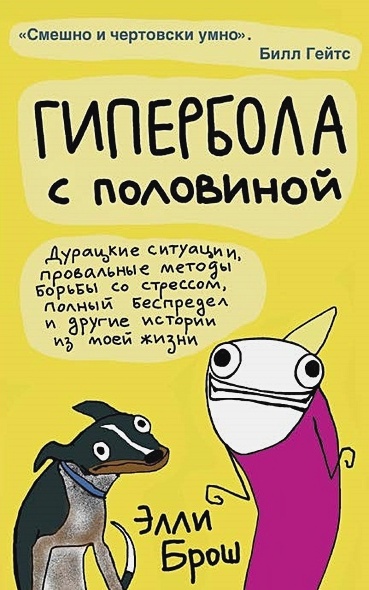 «Смешно и чертовски умно».
Билл Гейтс
ГИПЕРБОЛА
С ПОЛОВИНОЙ
Дурацкие ситуации,
провальные методы
борьбы со стрессом,
полный беспредел
и другие истории
из моей жизни
Элли
Брош